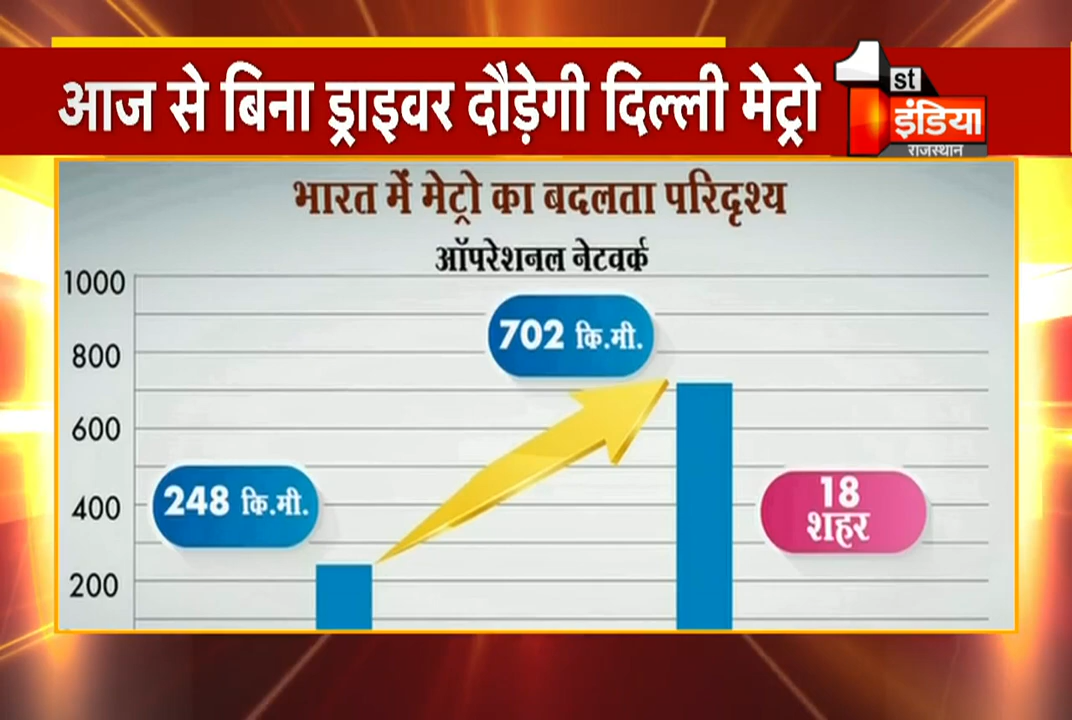 आज से बिना ड्राइवर दौड़ेगी दिल्ली मेट्रो
1st
इंडिया
राजस्थान
भारत में मेट्रो का बदलता परिदृश्य
ऑपरेशनल नेटवर्क
1000
702 कि.मी.
800
600
248 कि.मी.
18
शहर
400
200